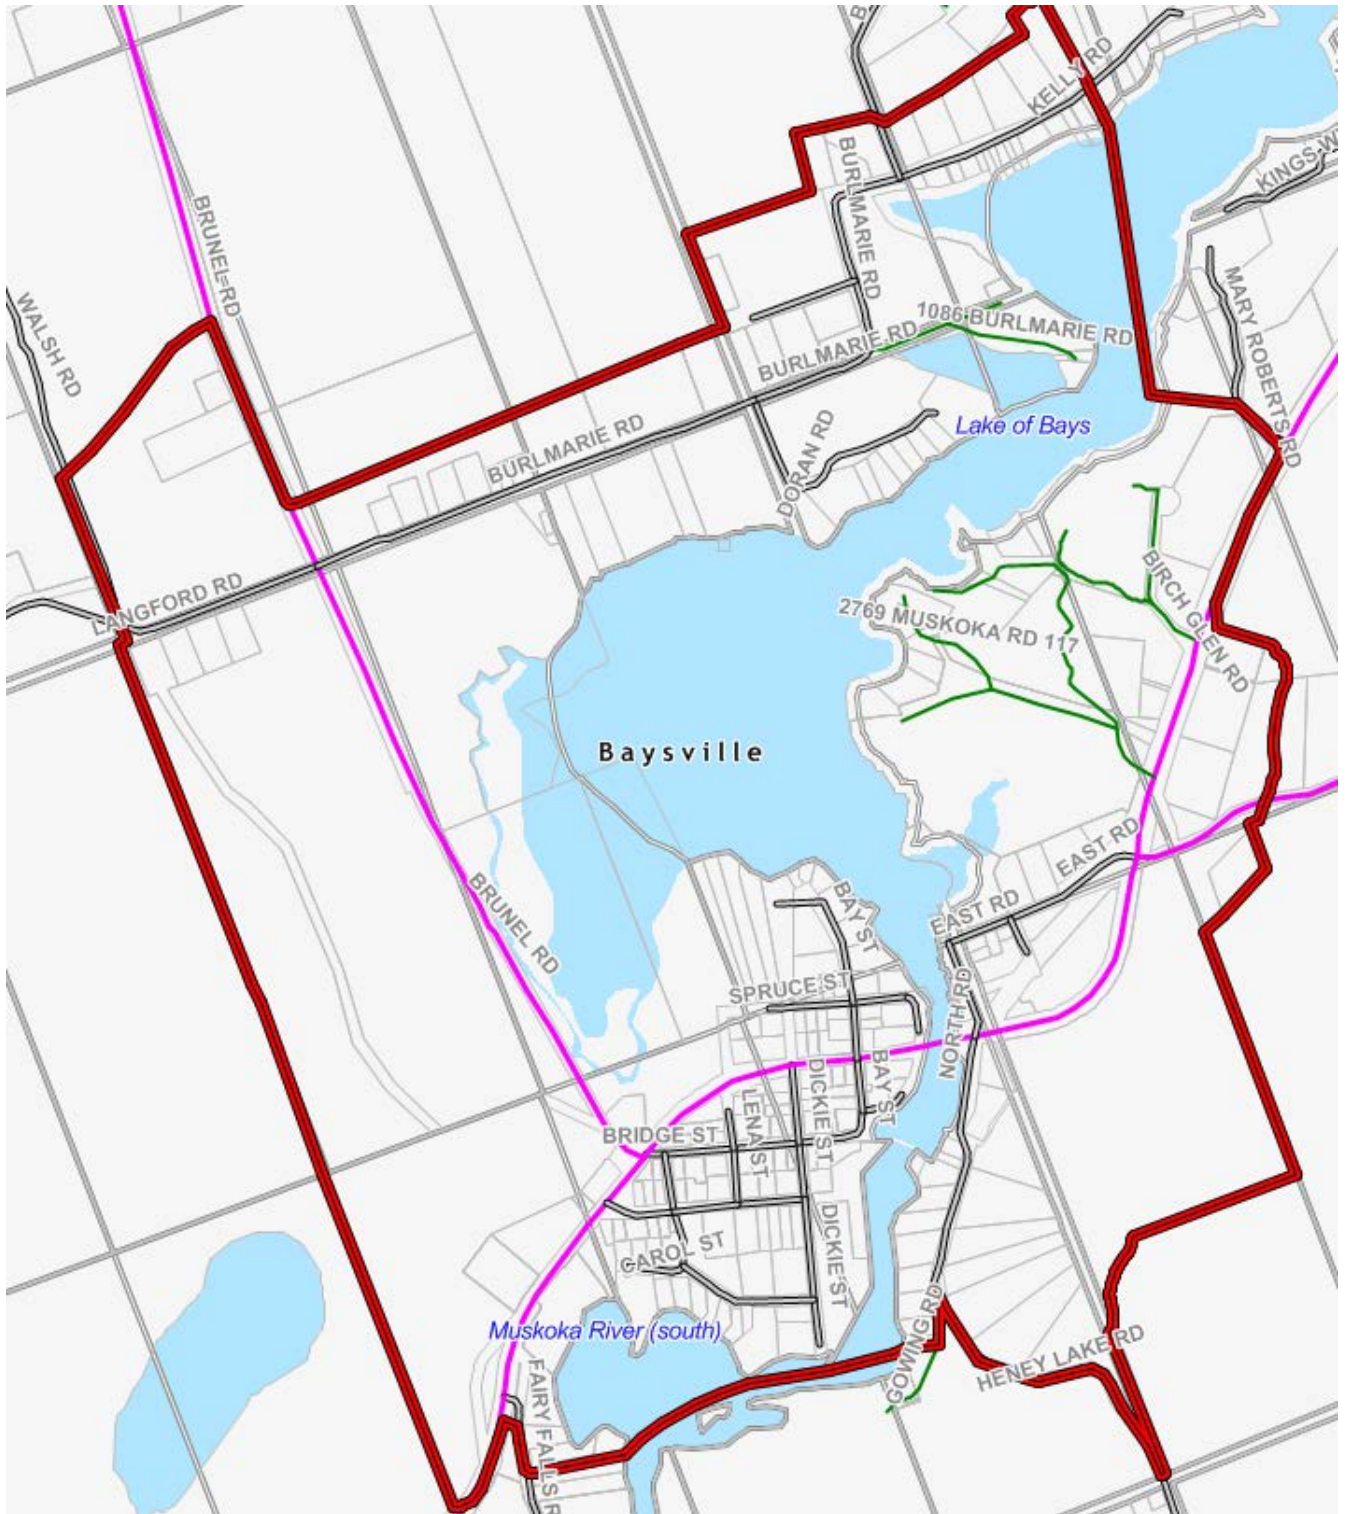 B
KELLY RD
KINGS W
BURLMARIE RD
BRUNEL RD
MARY ROBERTS RD
WALSH RD
1086 BURLMARIE RD
BURLMARIE RD
Lake of Bays
BURLMARIE RD
DORAN RD
LANGFORD RD
BIRCH GLEN RD
2769 MUSKOKA RD 117
Baysville
EAST RD
BRUNEL RD
BAY ST
EAST RD
SPRUCE ST
NORTH RD
DICKIE ST
BAY ST
LENA ST
BRIDGE ST
DICKIE ST
CAROL ST
Muskoka River (south)
GOWING RD
HENEY LAKE RD
FAIRY FALLS R